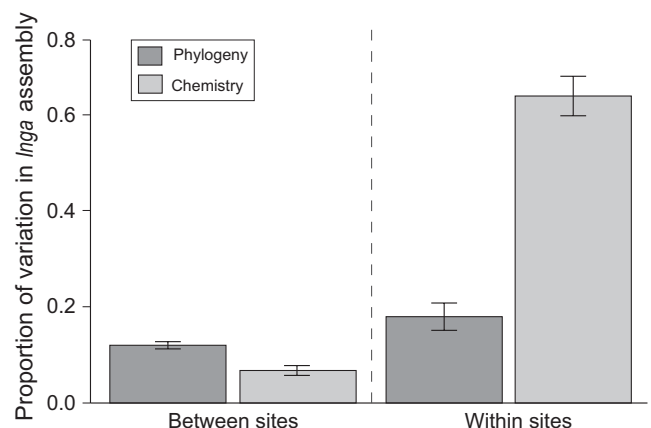 Proportion of variation in Inga assembly
0.8
0.6
0.4
0.2
0.0
Phylogeny
Chemistry
Between sites
Within sites